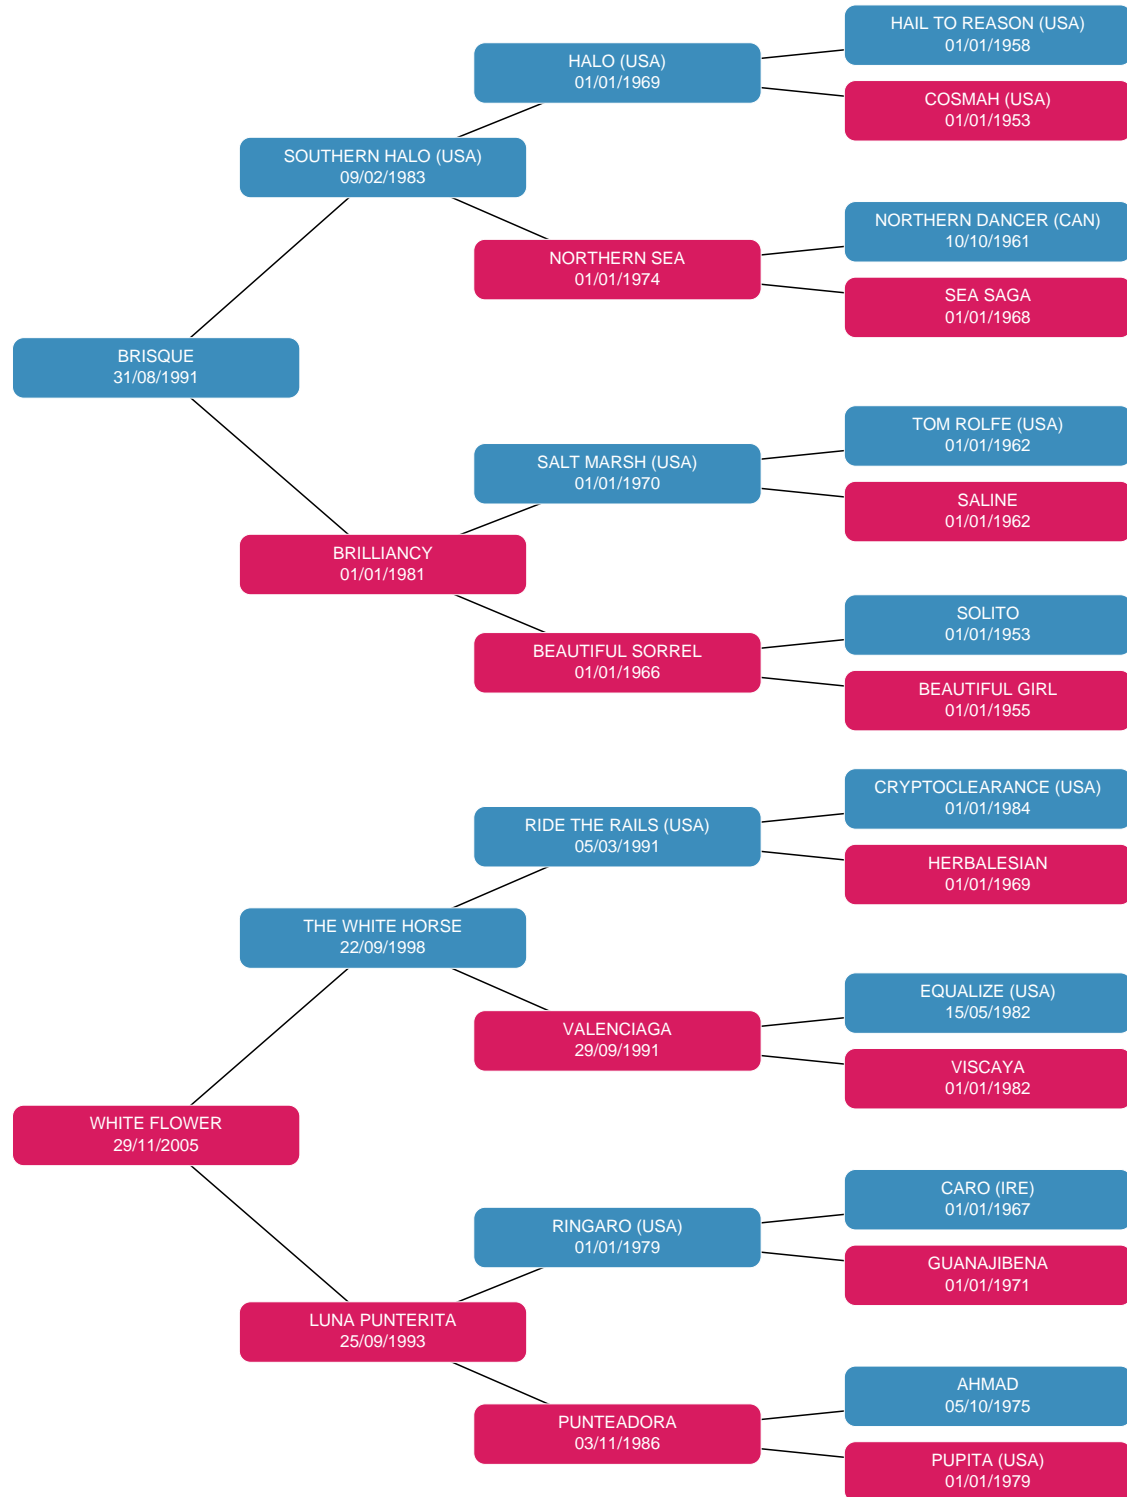 HAIL TO REASON (USA)
01/01/1958
HALO (USA)
01/01/1969
COSMAH (USA)
01/01/1953
SOUTHERN HALO (USA)
09/02/1983
NORTHERN DANCER (CAN)
10/10/1961
NORTHERN SEA
01/01/1974
SEA SAGA
01/01/1968
BRISQUE
31/08/1991
TOM ROLFE (USA)
01/01/1962
SALT MARSH (USA)
01/01/1970
SALINE
01/01/1962
BRILLIANCY
01/01/1981
SOLITO
01/01/1953
BEAUTIFUL SORREL
01/01/1966
BEAUTIFUL GIRL
01/01/1955
CRYPTOCLEARANCE (USA)
01/01/1984
RIDE THE RAILS (USA)
05/03/1991
HERBALESIAN
01/01/1969
THE WHITE HORSE
22/09/1998
EQUALIZE (USA)
15/05/1982
VALENCIAGA
29/09/1991
VISCAYA
01/01/1982
WHITE FLOWER
29/11/2005
CARO (IRE)
01/01/1967
RINGARO (USA)
01/01/1979
GUANAJIBENA
01/01/1971
LUNA PUNTERITA
25/09/1993
AHMAD
05/10/1975
PUNTEADORA
03/11/1986
PUPITA (USA)
01/01/1979